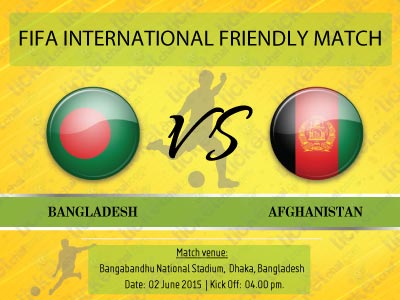 FIFA INTERNATIONAL FRIENDLY MATCH
VS
BANGLADESH
AFGHANISTAN
Match venue:
Bangabandhu National Stadium, Dhaka, Bangladesh
Date: 02 June 2015 | Kick Off: 04.00 pm.